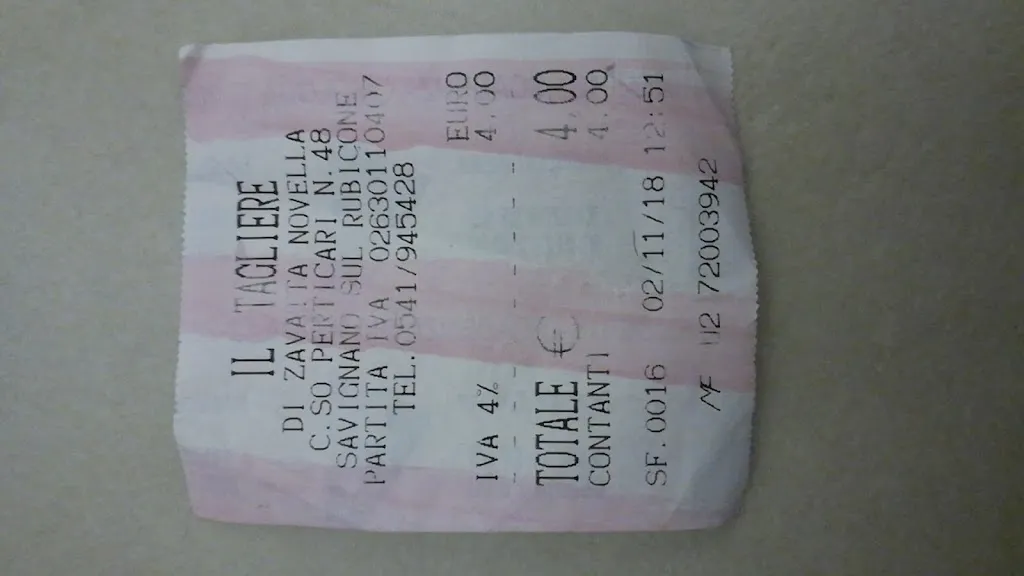 IL TAGLIERE
DI ZAVATTA NOVELLA
C.SO PERTICARI N.48
SAVIGNANO SUL RUBICONE
PARTITA IVA 02630110407
TEL.0541/945428
EURO
IVA 4% 4,00
- - - - - - - - - -
TOTALE € 4,00
CONTANTI 4,00
SF.0016 02/11/18 12:51
MF 72003942